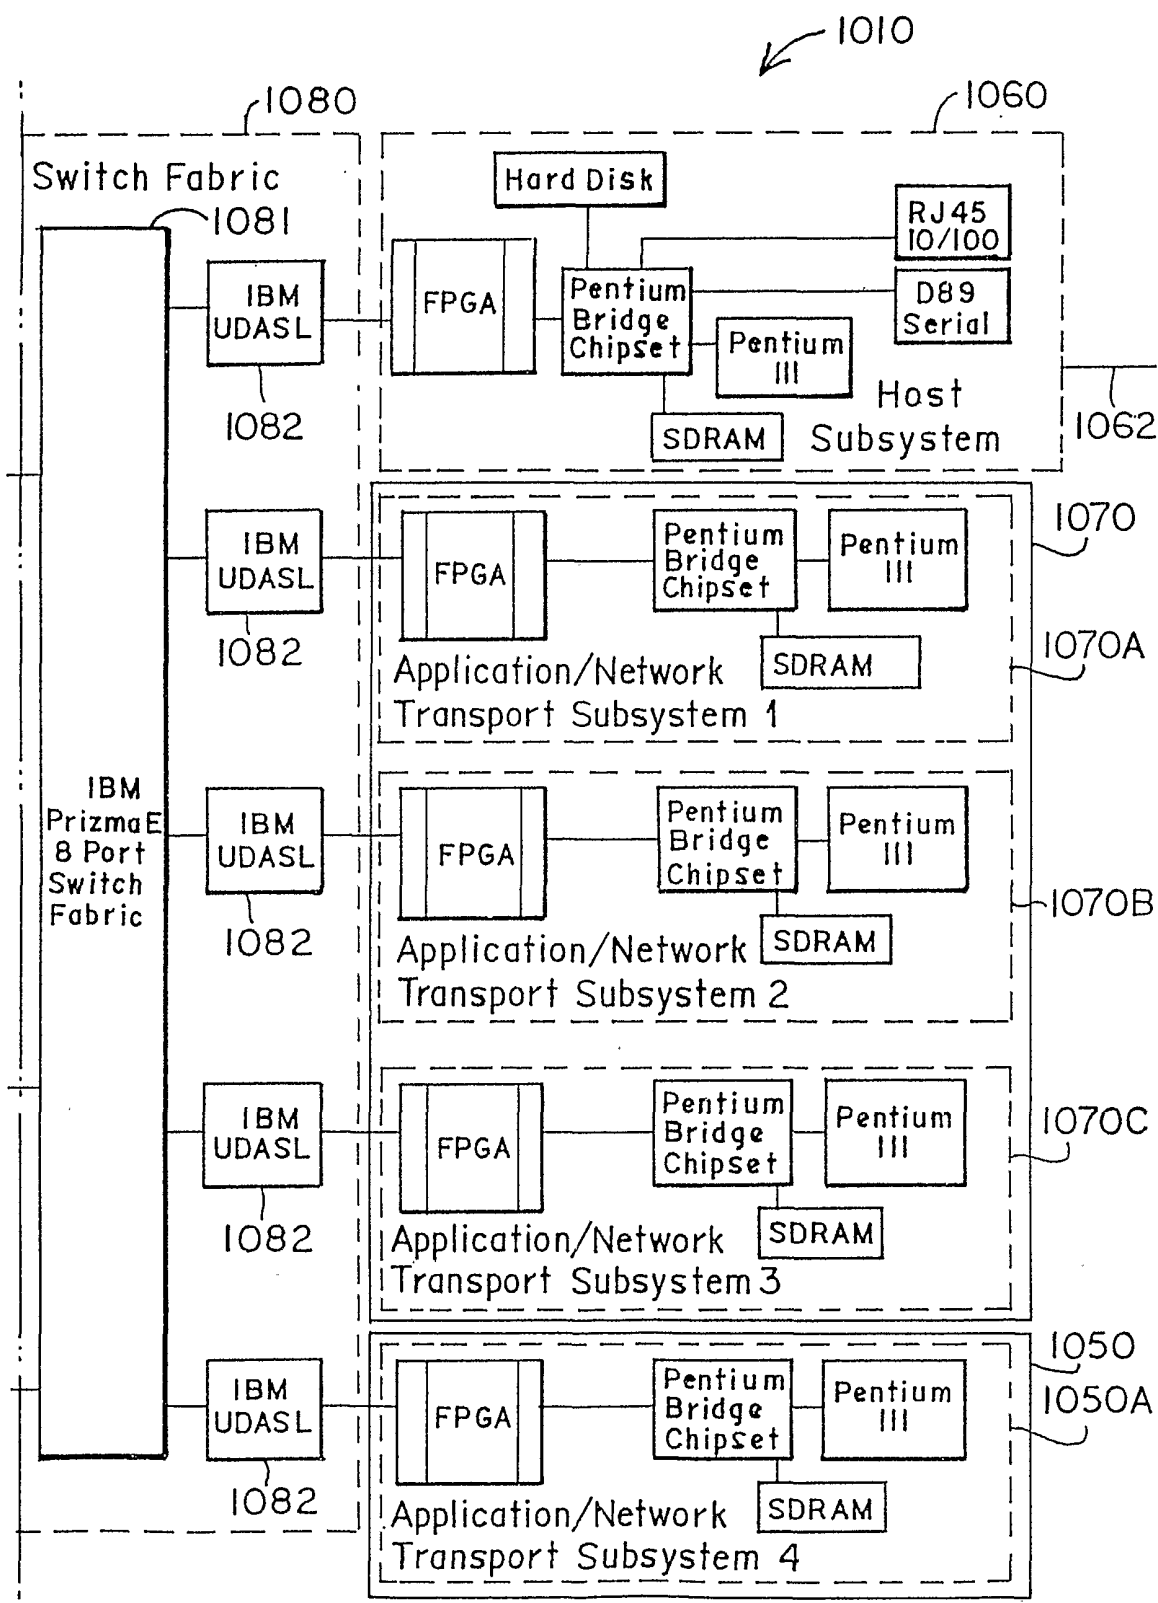 1010
1080
1060
Switch Fabric
1081
Hard Disk
RJ45
10/100
IBM
UDASL
FPGA
Pentium
Bridge
Chipset
D89
Serial
Pentium
III
1082
SDRAM
Host
Subsystem
1062
IBM
UDASL
FPGA
Pentium
Bridge
Chipset
Pentium
III
1070
1082
SDRAM
1070A
Application/Network
Transport Subsystem 1
IBM
PrizmaE
8 Port
Switch
Fabric
IBM
UDASL
FPGA
Pentium
Bridge
Chipset
Pentium
III
1070B
1082
SDRAM
Application/Network
Transport Subsystem 2
IBM
UDASL
FPGA
Pentium
Bridge
Chipset
Pentium
III
1070C
1082
SDRAM
Application/Network
Transport Subsystem 3
1050
1050A
IBM
UDASL
FPGA
Pentium
Bridge
Chipset
Pentium
III
1082
SDRAM
Application/Network
Transport Subsystem 4